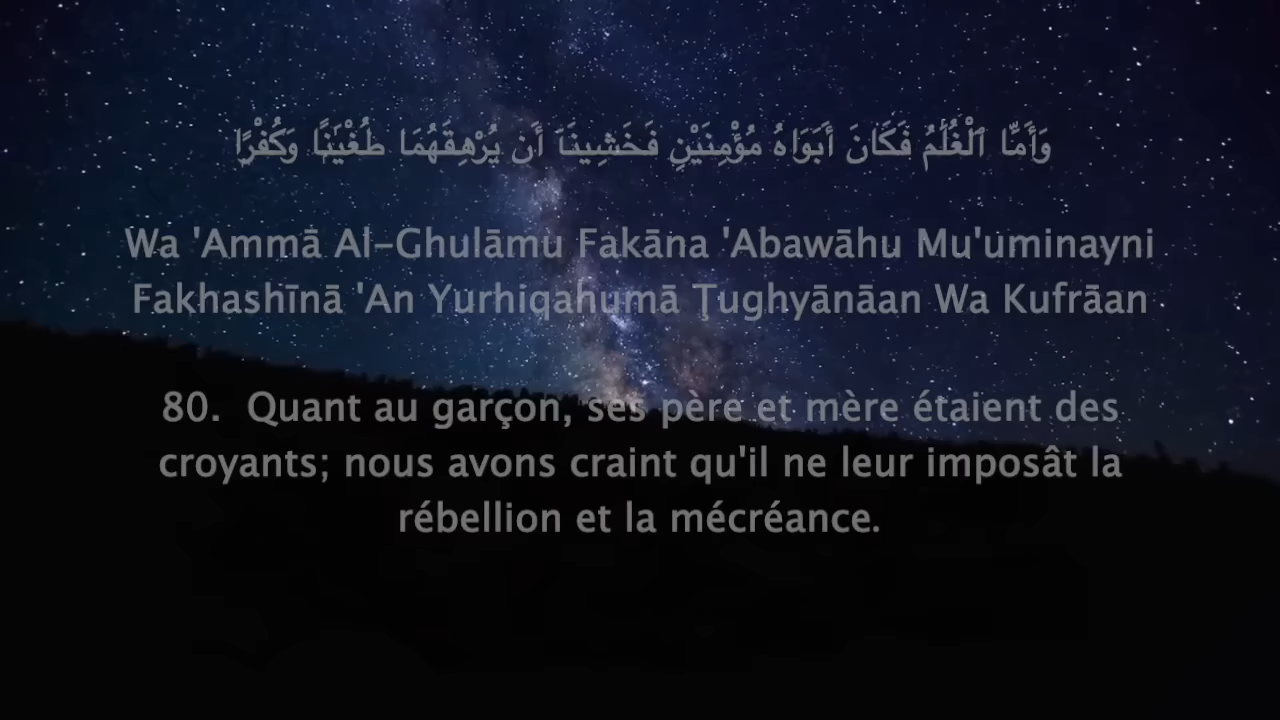 وَأَمَّا ٱلْغُلَٰمُ فَكَانَ أَبَوَاهُ مُؤْمِنَيْنِ فَخَشِينَآ أَن يُرْهِقَهُمَا طُغْيَٰنًا وَكُفْرًا
Wa 'Ammā Al-Ghulāmu Fakāna 'Abawāhu Mu'uminayni
Fakhashīnā 'An Yurhiqahumā Ţughyānāan Wa Kufrāan
80. Quant au garçon, ses père et mère étaient des
croyants; nous avons craint qu'il ne leur imposât la
rébellion et la mécréance.